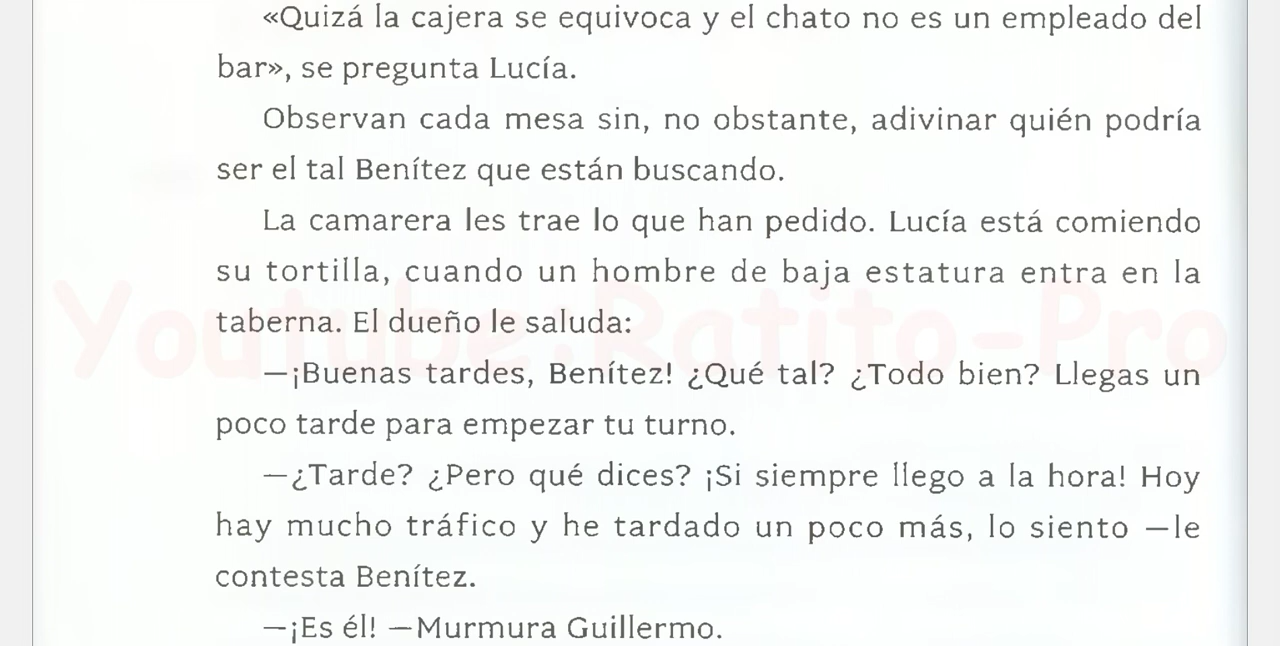 «Quizá la cajera se equivoca y el chato no es un empleado del
bar», se pregunta Lucía.
Observan cada mesa sin, no obstante, adivinar quién podría
ser el tal Benítez que están buscando.
La camarera les trae lo que han pedido. Lucía está comiendo
su tortilla, cuando un hombre de baja estatura entra en la
taberna. El dueño le saluda:
—¡Buenas tardes, Benítez! ¿Qué tal? ¿Todo bien? Llegas un
poco tarde para empezar tu turno.
—¿Tarde? ¿Pero qué dices? ¡Si siempre llego a la hora! Hoy
hay mucho tráfico y he tardado un poco más, lo siento —le
contesta Benítez.
—¡Es él! —Murmura Guillermo.
Youtube:Ratito-Pro